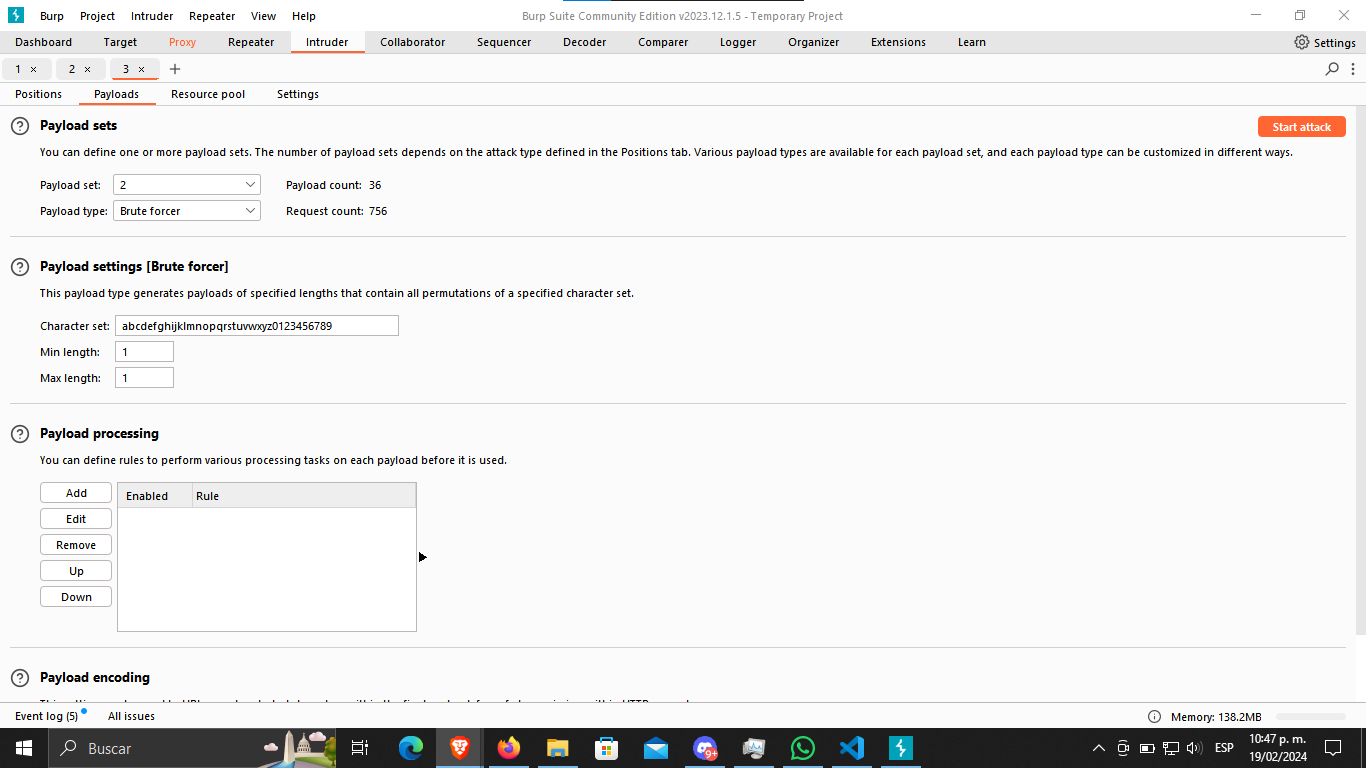 Burp Project Intruder Repeater View Help Burp Suite Community Edition v2023.12.1.5 - Temporary Project
Dashboard Target Proxy Repeater Intruder Collaborator Sequencer Decoder Comparer Logger Organizer Extensions Learn Settings
1 × 2 × 3 × +
Positions Payloads Resource pool Settings
? Payload sets Start attack
You can define one or more payload sets. The number of payload sets depends on the attack type defined in the Positions tab. Various payload types are available for each payload set, and each payload type can be customized in different ways.
Payload set: 2 Payload count: 36
Payload type: Brute forcer Request count: 756
? Payload settings [Brute forcer]
This payload type generates payloads of specified lengths that contain all permutations of a specified character set.
Character set: abcdefghijklmnopqrstuvwxyz0123456789
Min length: 1
Max length: 1
? Payload processing
You can define rules to perform various processing tasks on each payload before it is used.
Add Enabled Rule
Edit
Remove
Up
Down
? Payload encoding
Event log (5) All issues Memory: 138.2MB
Buscar 9+ ESP 10:47 p. m.
19/02/2024